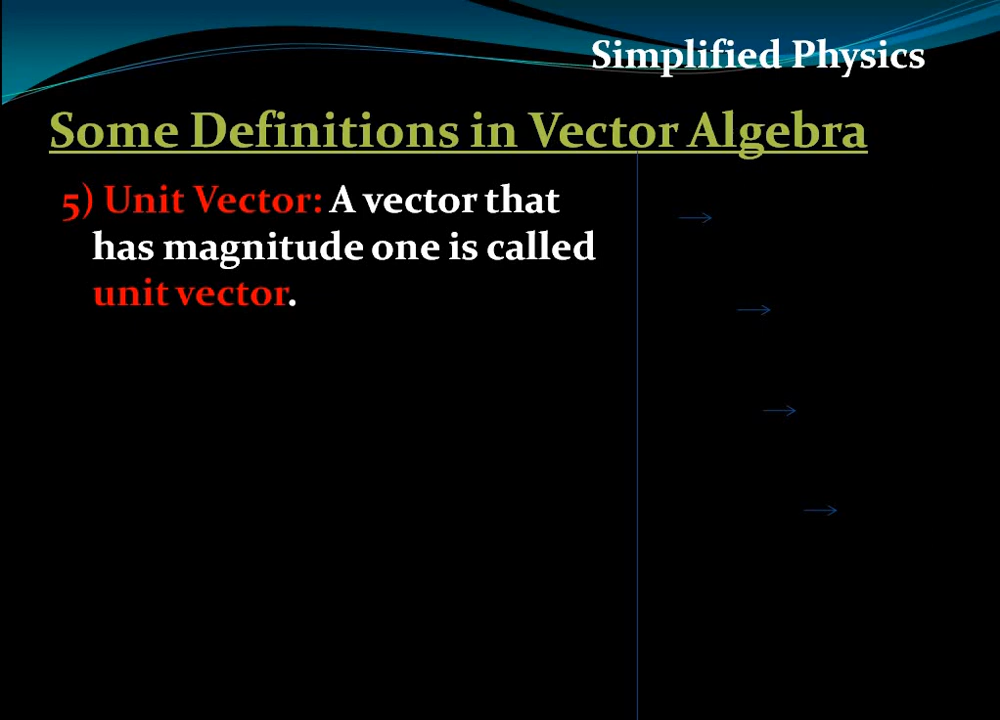 Simplified Physics
Some Definitions in Vector Algebra
5) Unit Vector: A vector that
has magnitude one is called
unit vector.